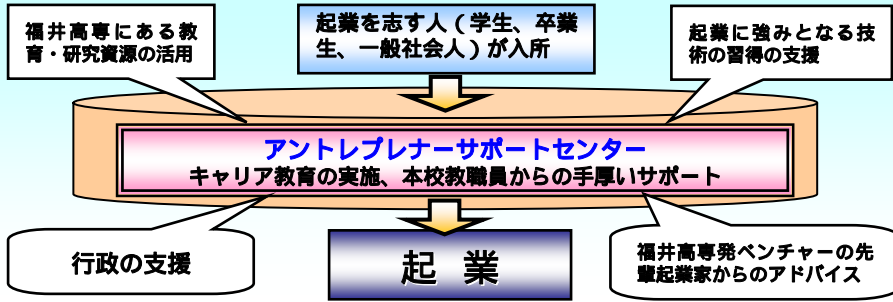 福井高専にある教
育・研究資源の活用
起業を志す人(学生、卒業
生、一般社会人)が入所
起業に強みとなる技
術の習得の支援
アントレプレナーサポートセンター
キャリア教育の実施、本校教職員からの手厚いサポート
行政の支援
起 業
福井高専発ベンチャーの先
輩起業家からのアドバイス